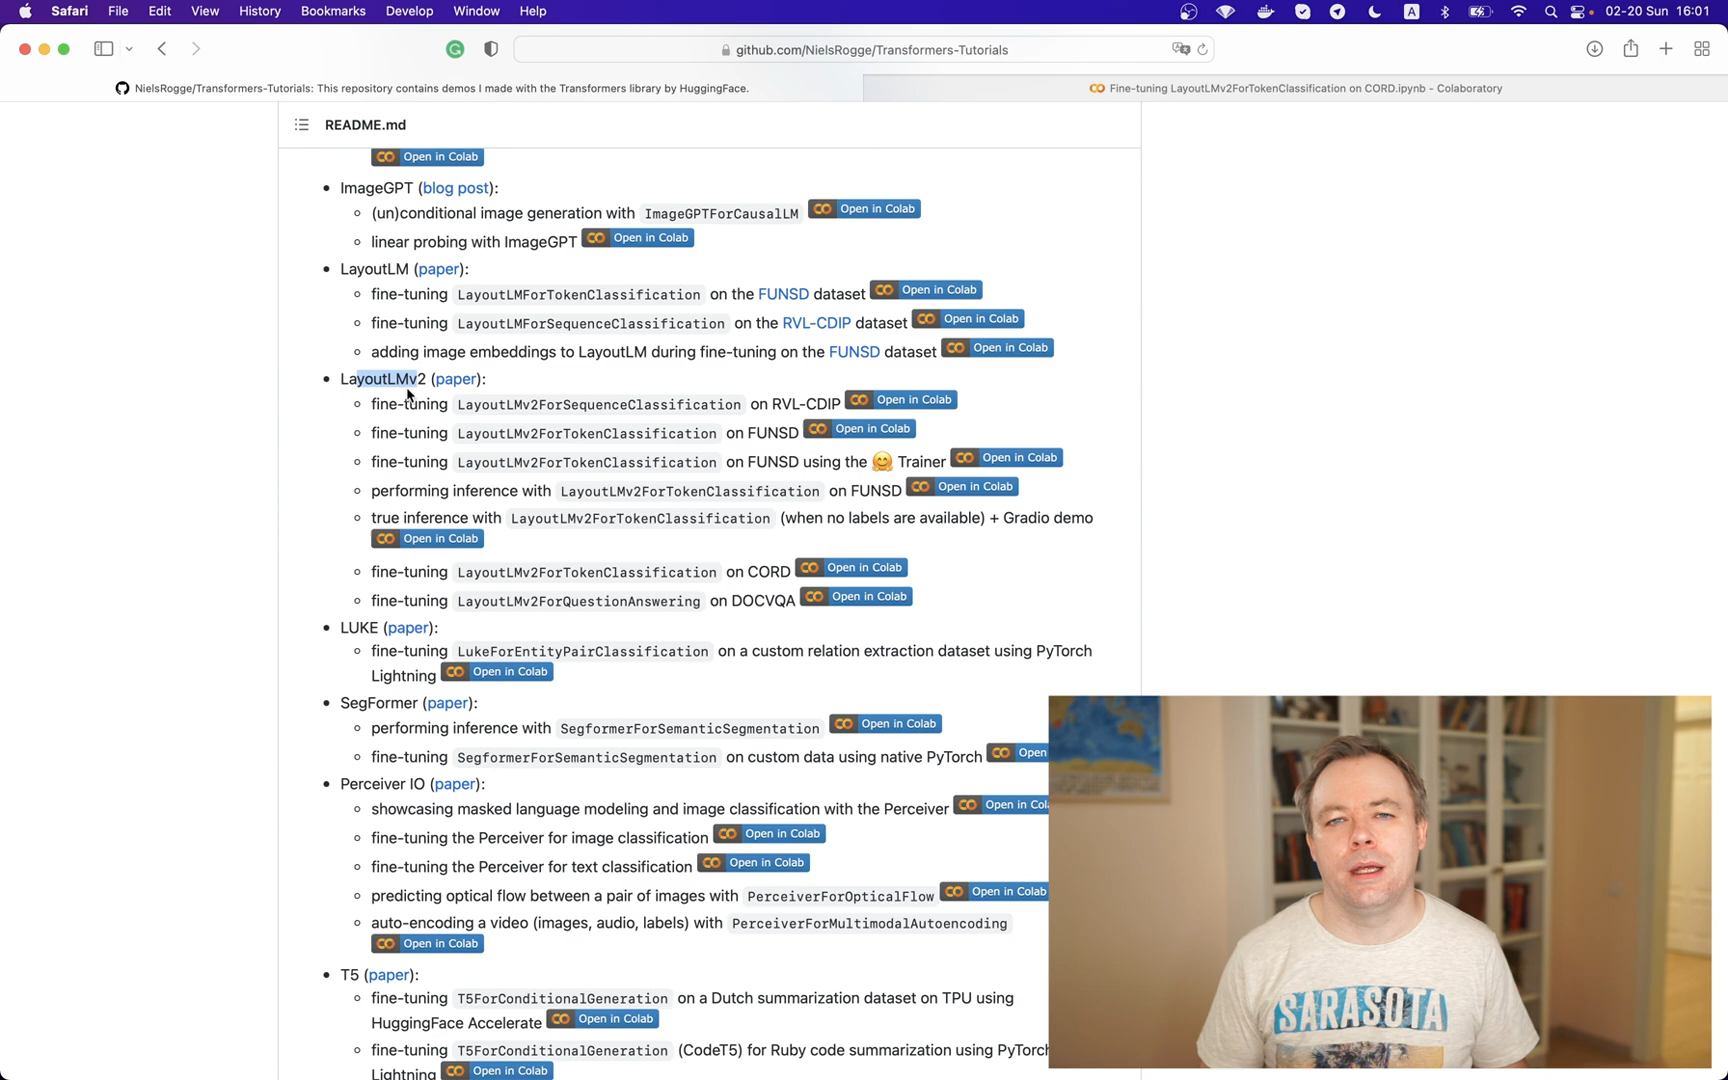 Safari File Edit View History Bookmarks Develop Window Help A 02-20 Sun 16:01
github.com/NielsRogge/Transformers-Tutorials
NielsRogge/Transformers-Tutorials: This repository contains demos I made with the Transformers library by HuggingFace.
Fine-tuning LayoutLMv2ForTokenClassification on CORD.ipynb - Colaboratory
README.md
Open in Colab
ImageGPT (blog post):
(un)conditional image generation with ImageGPTForCausalLM Open in Colab
linear probing with ImageGPT Open in Colab
LayoutLM (paper):
fine-tuning LayoutLMForTokenClassification on the FUNSD dataset Open in Colab
fine-tuning LayoutLMForSequenceClassification on the RVL-CDIP dataset Open in Colab
adding image embeddings to LayoutLM during fine-tuning on the FUNSD dataset Open in Colab
LayoutLMv2 (paper):
fine-tuning LayoutLMv2ForSequenceClassification on RVL-CDIP Open in Colab
fine-tuning LayoutLMv2ForTokenClassification on FUNSD Open in Colab
fine-tuning LayoutLMv2ForTokenClassification on FUNSD using the 🤗 Trainer Open in Colab
performing inference with LayoutLMv2ForTokenClassification on FUNSD Open in Colab
true inference with LayoutLMv2ForTokenClassification (when no labels are available) + Gradio demo
Open in Colab
fine-tuning LayoutLMv2ForTokenClassification on CORD Open in Colab
fine-tuning LayoutLMv2ForQuestionAnswering on DOCVQA Open in Colab
LUKE (paper):
fine-tuning LukeForEntityPairClassification on a custom relation extraction dataset using PyTorch
Lightning Open in Colab
SegFormer (paper):
performing inference with SegformerForSemanticSegmentation Open in Colab
fine-tuning SegformerForSemanticSegmentation on custom data using native PyTorch Open
Perceiver IO (paper):
showcasing masked language modeling and image classification with the Perceiver Open in Col
fine-tuning the Perceiver for image classification Open in Colab
fine-tuning the Perceiver for text classification Open in Colab
predicting optical flow between a pair of images with PerceiverForOpticalFlow Open in Colab
auto-encoding a video (images, audio, labels) with PerceiverForMultimodalAutoencoding
Open in Colab
T5 (paper):
fine-tuning T5ForConditionalGeneration on a Dutch summarization dataset on TPU using
HuggingFace Accelerate Open in Colab
fine-tuning T5ForConditionalGeneration (CodeT5) for Ruby code summarization using PyTorch
Lightning Open in Colab
SARASOTA